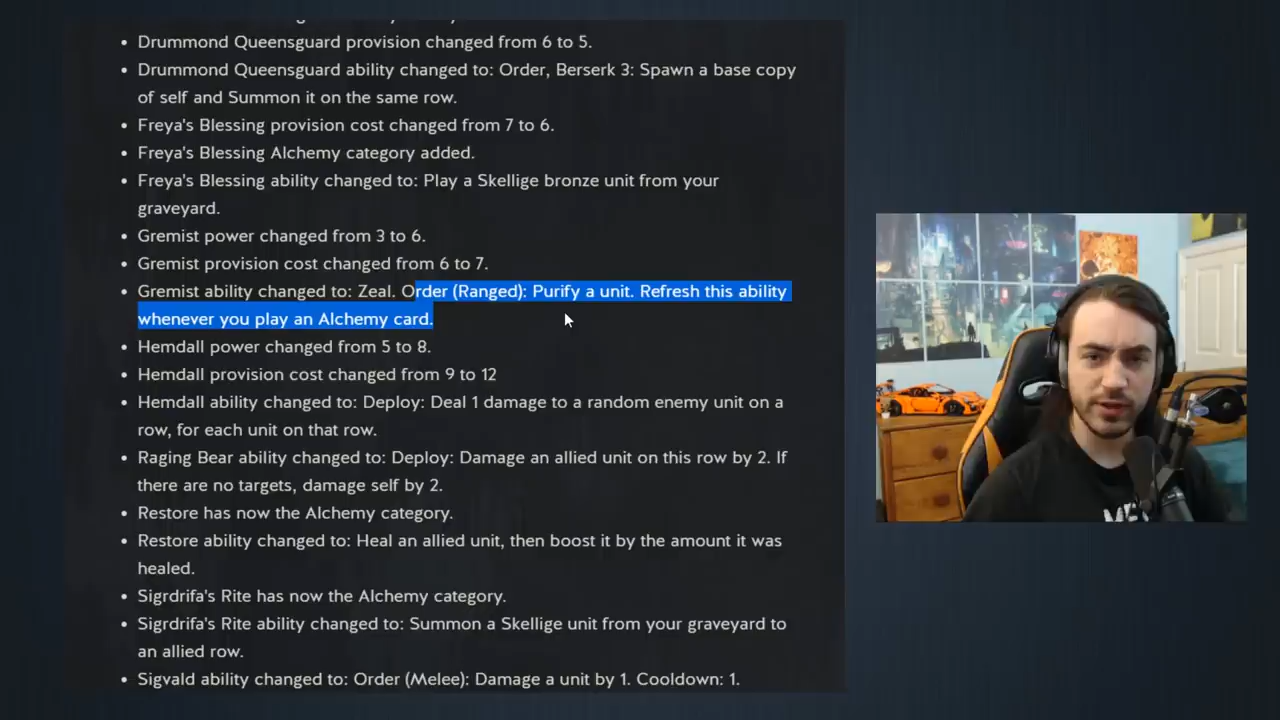 Drummond Queensguard provision changed from 6 to 5.
Drummond Queensguard ability changed to: Order, Berserk 3: Spawn a base copy
of self and Summon it on the same row.
Freya's Blessing provision cost changed from 7 to 6.
Freya's Blessing Alchemy category added.
Freya's Blessing ability changed to: Play a Skellige bronze unit from your
graveyard.
Gremist power changed from 3 to 6.
Gremist provision cost changed from 6 to 7.
Gremist ability changed to: Zeal. Order (Ranged): Purify a unit. Refresh this ability
whenever you play an Alchemy card.
Hemdall power changed from 5 to 8.
Hemdall provision cost changed from 9 to 12
Hemdall ability changed to: Deploy: Deal 1 damage to a random enemy unit on a
row, for each unit on that row.
Raging Bear ability changed to: Deploy: Damage an allied unit on this row by 2. If
there are no targets, damage self by 2.
Restore has now the Alchemy category.
Restore ability changed to: Heal an allied unit, then boost it by the amount it was
healed.
Sigrdrifa's Rite has now the Alchemy category.
Sigrdrifa's Rite ability changed to: Summon a Skellige unit from your graveyard to
an allied row.
Sigvald ability changed to: Order (Melee): Damage a unit by 1. Cooldown: 1.